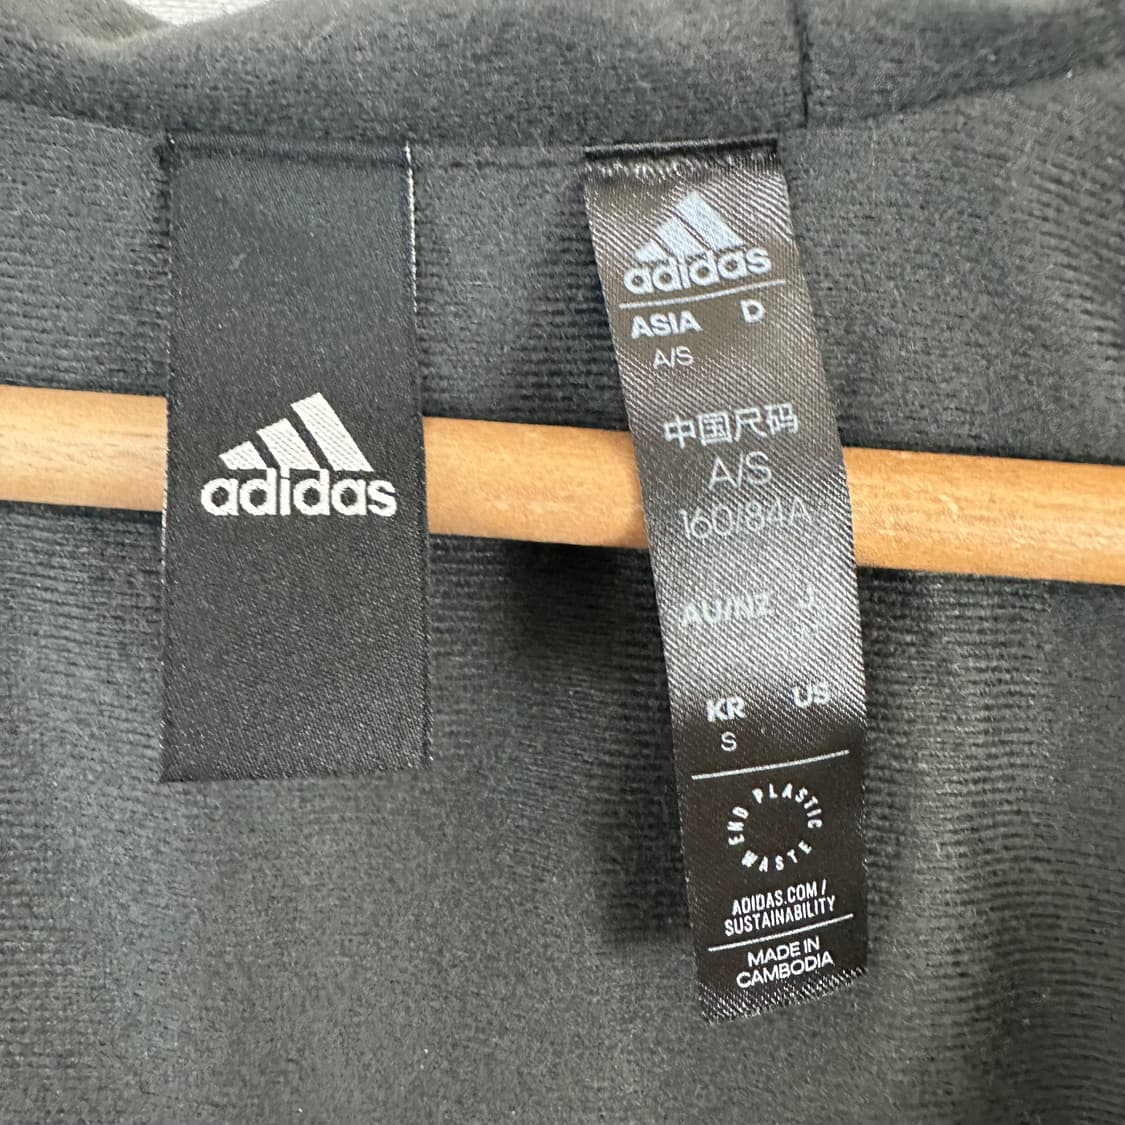 adidas
adidas
ASIA D
A/S
中国尺码
A/S
160/84A
AU/NZ J
KR US
S
END PLASTIC WASTE
ADIDAS.COM/
SUSTAINABILITY
MADE IN
CAMBODIA